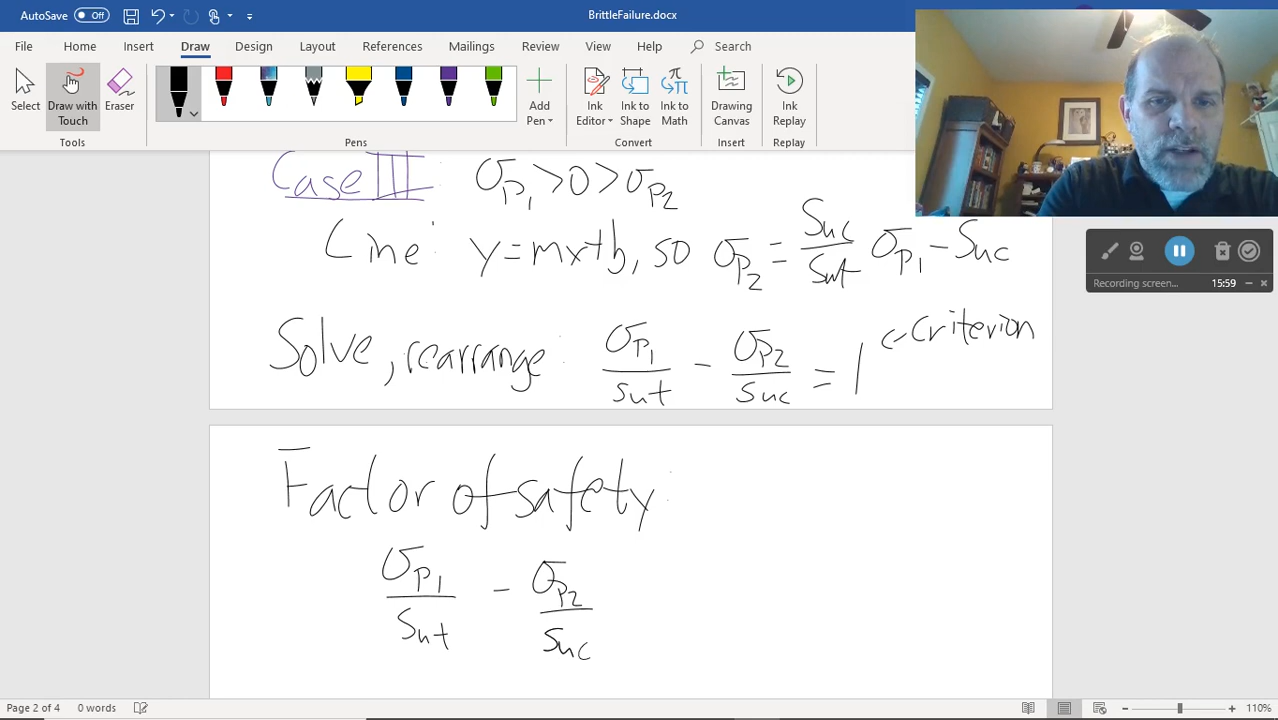 AutoSave Off BrittleFailure.docx
File Home Insert Draw Design Layout References Mailings Review View Help Search
Select Draw with Touch Eraser Add Pen Ink Editor Ink to Shape Ink to Math Drawing Canvas Ink Replay
Tools Pens Convert Insert Replay
Case III σP1 > 0 > σP2
Line: y=mx+b, so σP2 = Suc/Sut σP1 - Suc
Recording screen... 15:59
Solve, rearrange: σP1/Sut - σP2/Suc = 1 ← Criterion
Factor of safety:
σP1/Sut - σP2/Suc
Page 2 of 4 0 words 110%